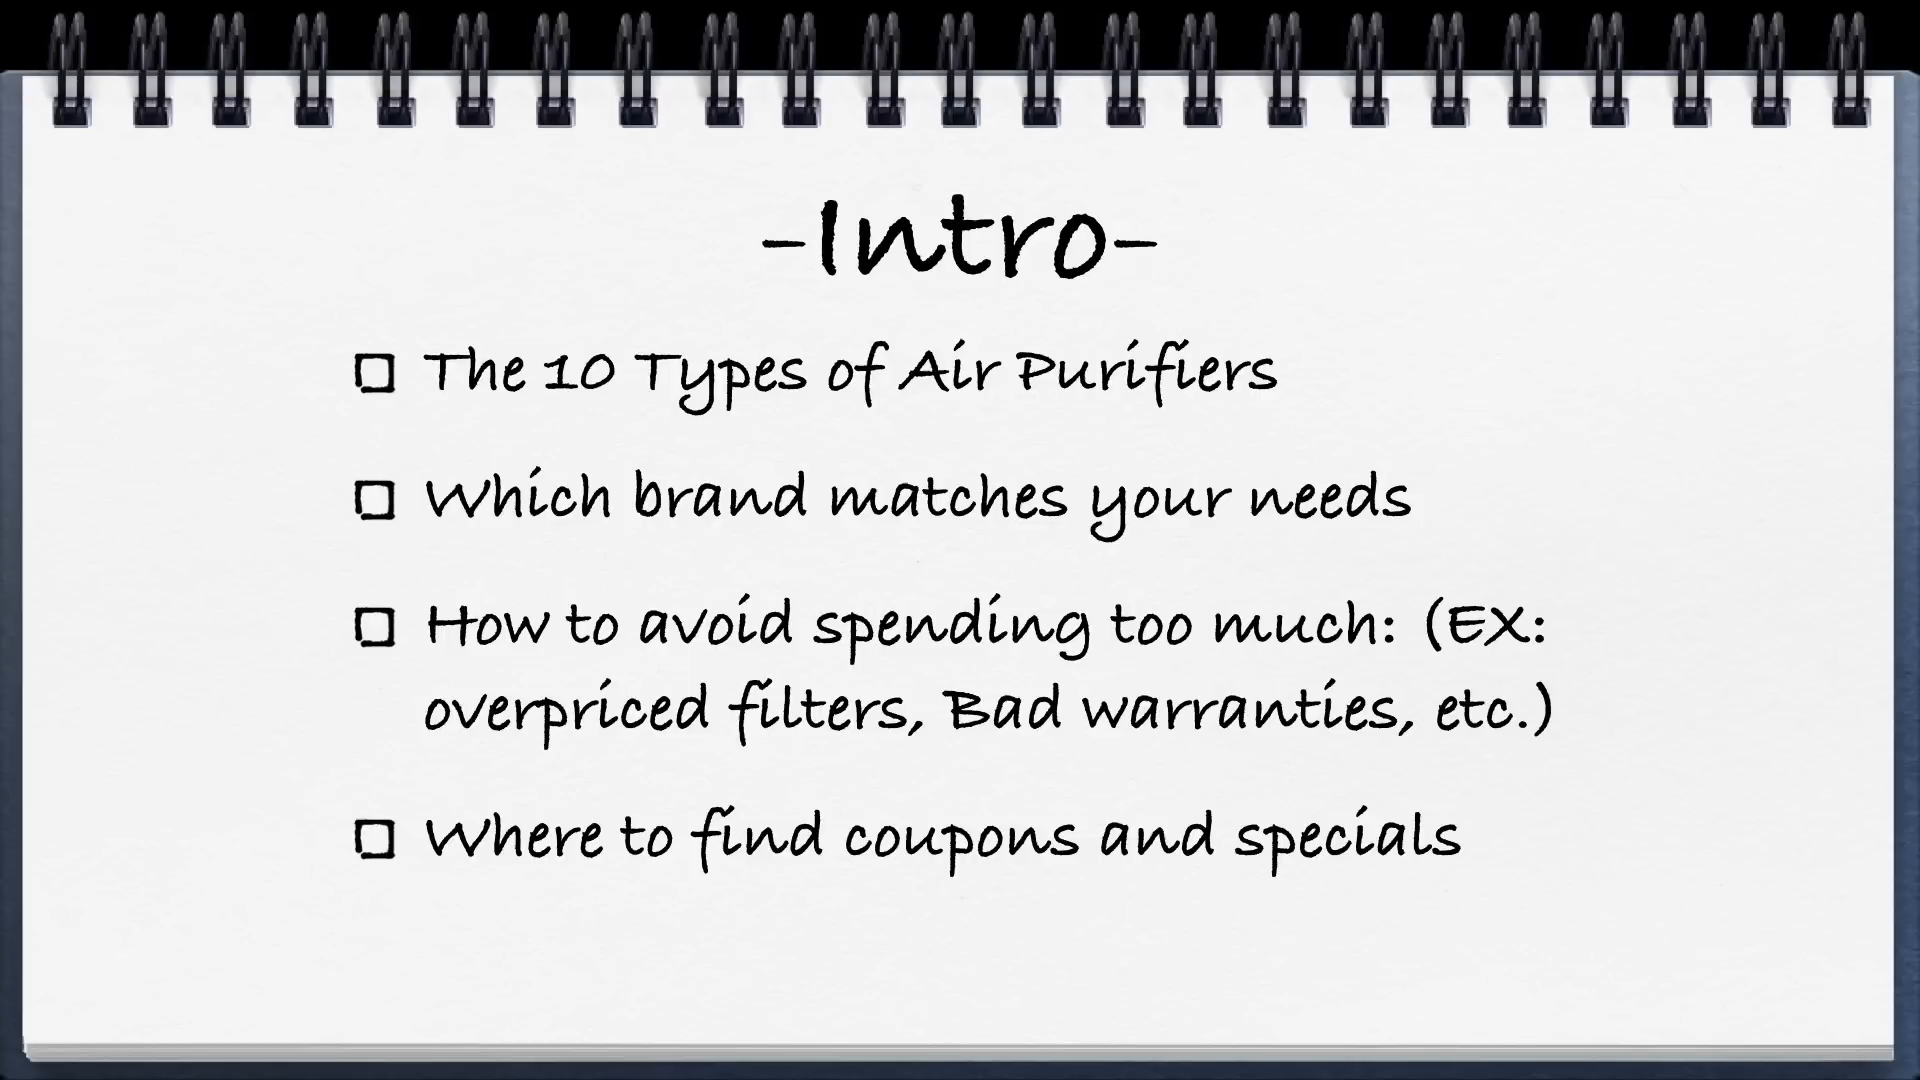 -Intro-
The 10 Types of Air Purifiers
Which brand matches your needs
How to avoid spending too much: (EX:
overpriced filters, Bad warranties, etc.)
Where to find coupons and specials